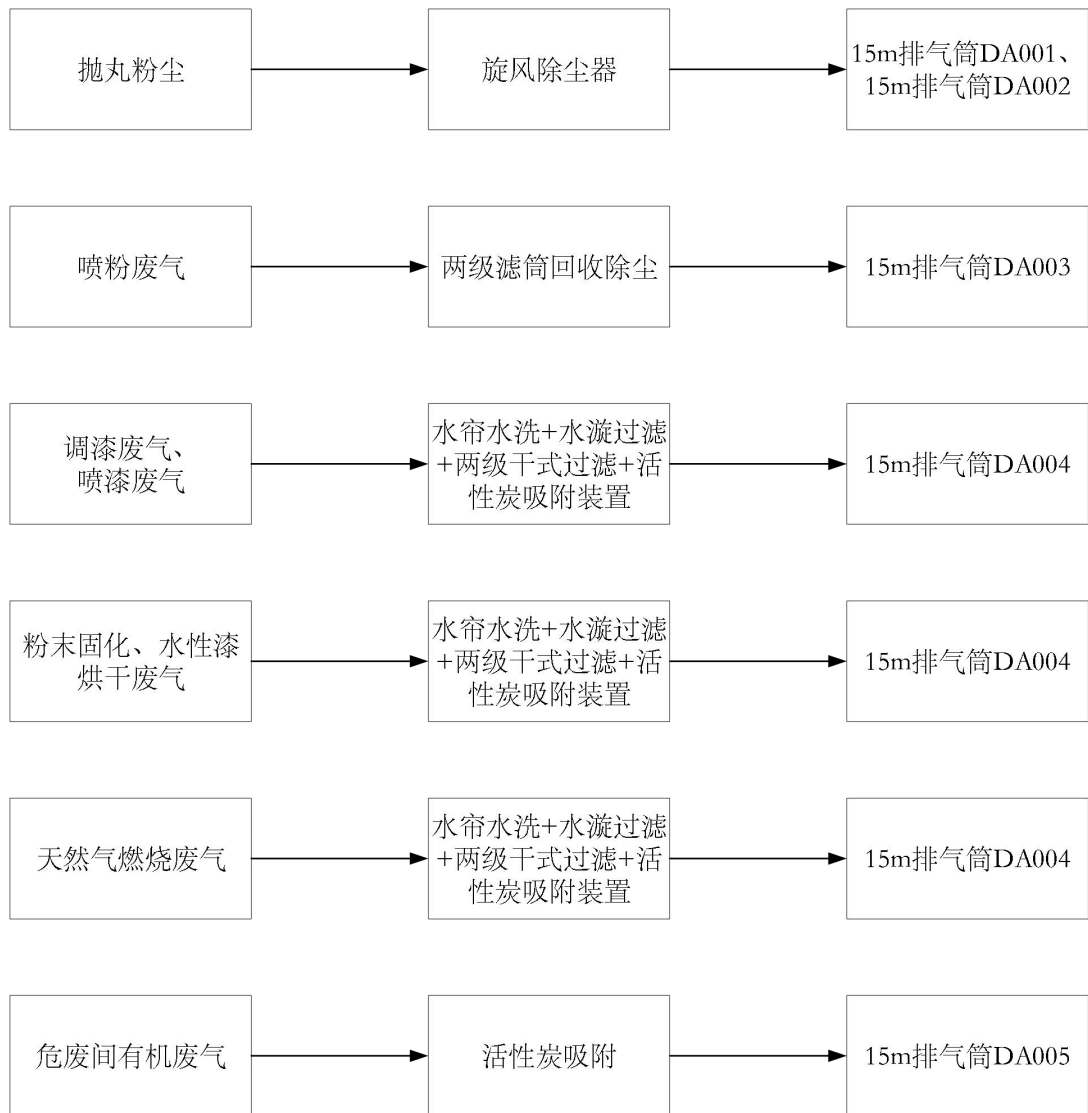 抛丸粉尘
旋风除尘器
15m排气筒DA001、
15m排气筒DA002
喷粉废气
两级滤筒回收除尘
15m排气筒DA003
调漆废气、
喷漆废气
水帘水洗+水漩过滤
+两级干式过滤+活
性炭吸附装置
15m排气筒DA004
粉末固化、水性漆
烘干废气
水帘水洗+水漩过滤
+两级干式过滤+活
性炭吸附装置
15m排气筒DA004
天然气燃烧废气
水帘水洗+水漩过滤
+两级干式过滤+活
性炭吸附装置
15m排气筒DA004
危废间有机废气
活性炭吸附
15m排气筒DA005